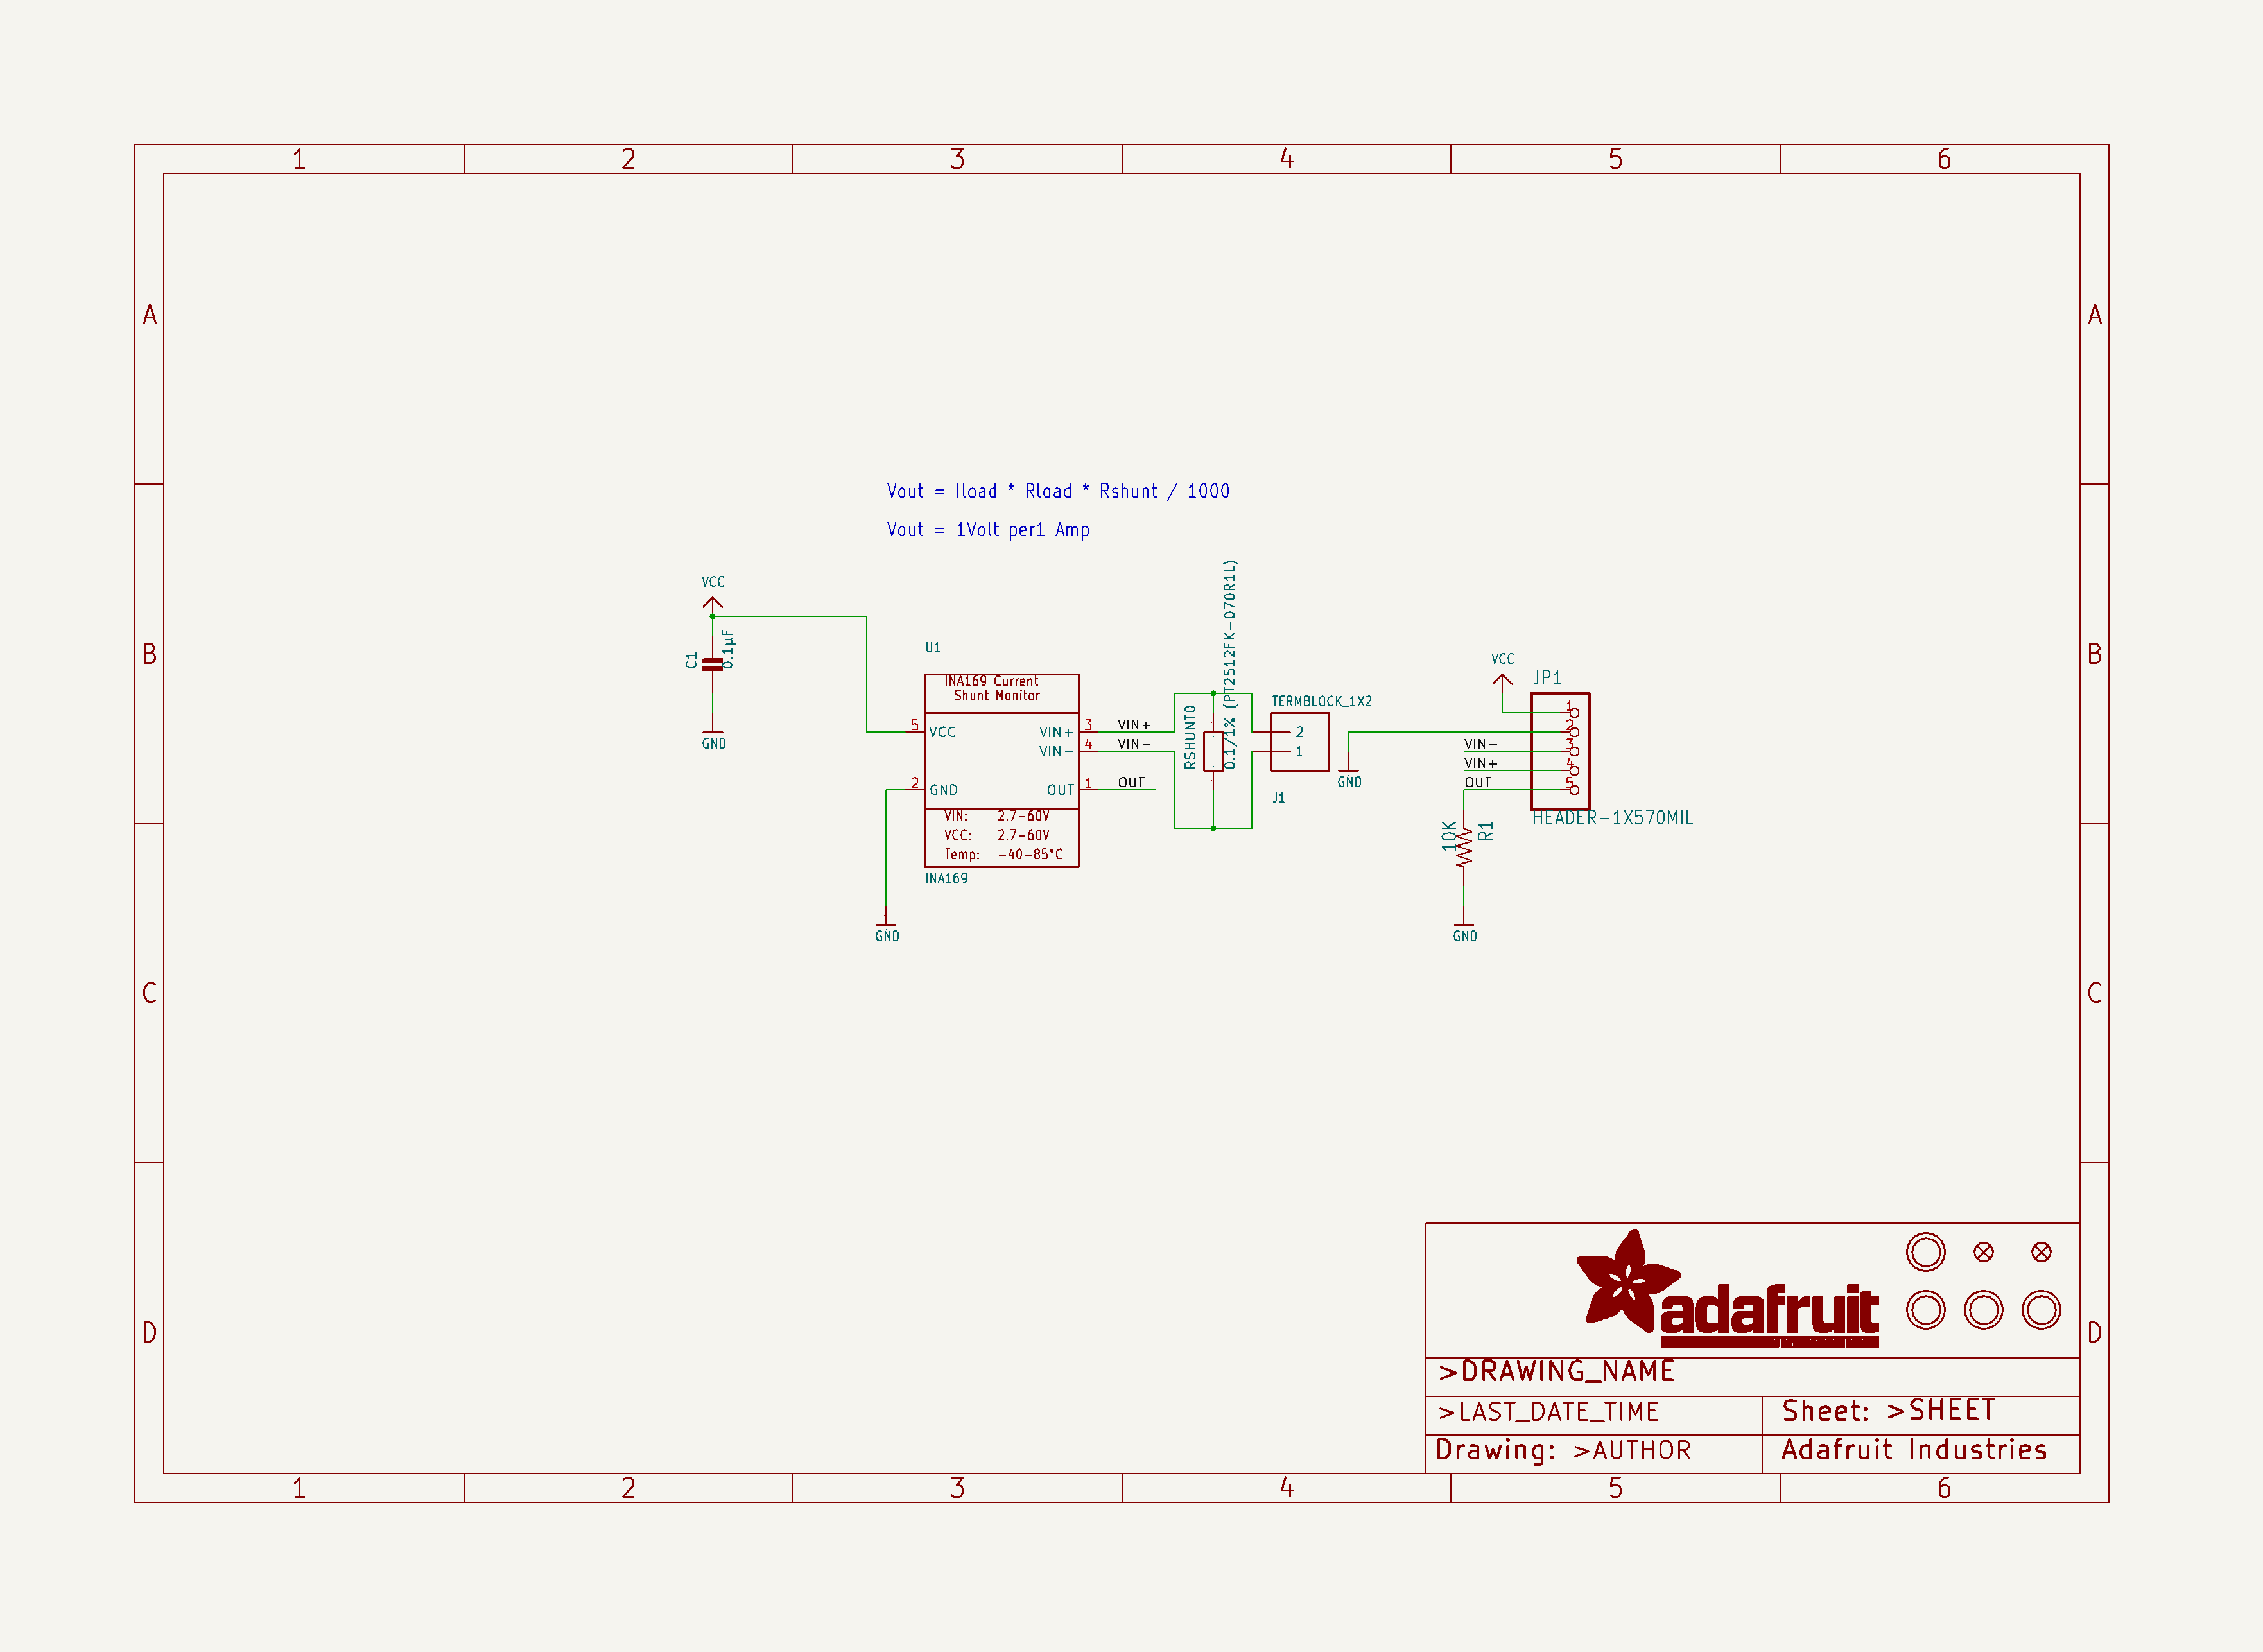 1 2 3 4 5 6
A A
Vout = Iload * Rload * Rshunt / 1000
Vout = 1Volt per1 Amp
B B
VCC
C1
0.1µF
GND
U1
INA169 Current
Shunt Monitor
5 VCC
VIN+ 3
VIN- 4
2 GND
OUT 1
VIN: 2.7-60V
VCC: 2.7-60V
Temp: -40-85°C
INA169
GND
VIN+
VIN-
OUT
RSHUNT0
0.1/1% (PT2512FK-070R1L)
TERMBLOCK_1X2
2
1
J1
GND
VCC
JP1
1
2
VIN- 3
VIN+ 4
OUT 5
HEADER-1X570MIL
10K
R1
GND
C C
D D
adafruit
>DRAWING_NAME
>LAST_DATE_TIME
Sheet: >SHEET
Drawing: >AUTHOR
Adafruit Industries
1 2 3 4 5 6